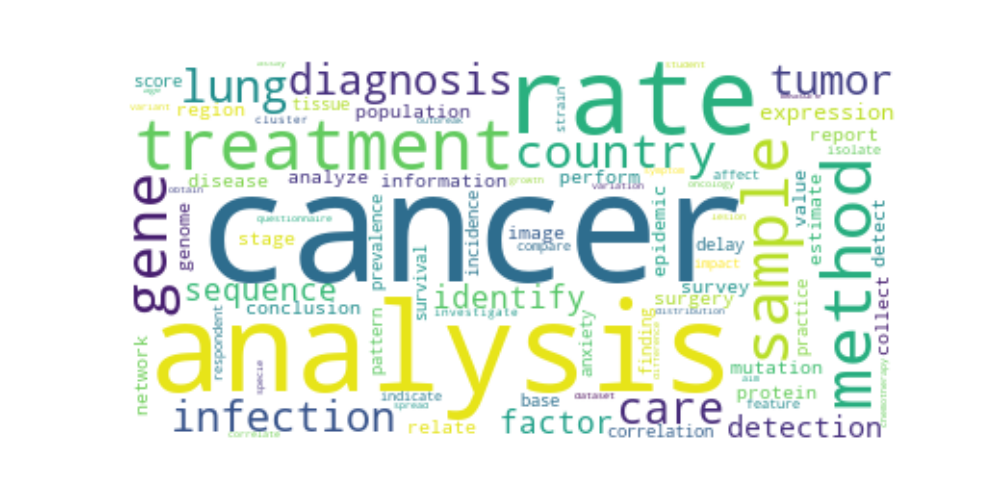 assay
student
score
lung
diagnosis
rate
tumor
age
variant
region
tissue
population
strain
expression
cluster
outbreak
treatment
country
report
isolate
sample
method
gene
genome
disease
analyze
information
growth
perform
symptom
variation
oncology
affect
value
estimate
detect
obtain
cancer
questionnaire
prevalence
incidence
image
compare
epidemic
lesion
stage
delay
impact
survival
sequence
identify
survey
surgery
practice
collect
conclusion
investigate
distribution
respondent
pattern
anxiety
finding
difference
analysis
network
specie
mutation
aim
protein
chemotherapy
indicate
spread
base
dataset
care
feature
infection
relate
factor
correlation
detection
correlate